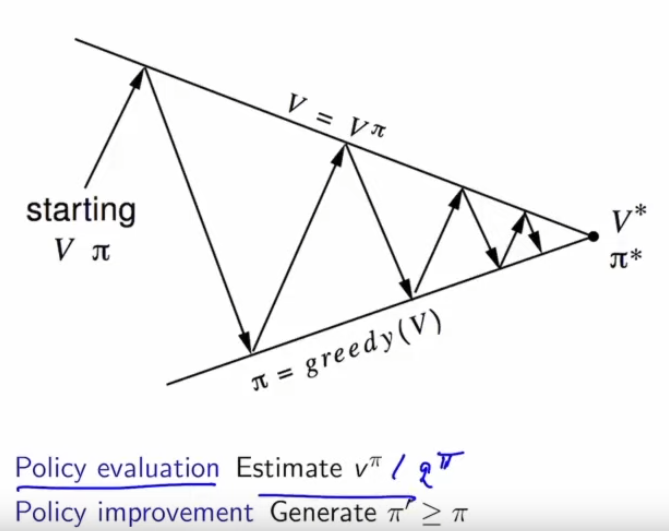 V = Vπ
starting
V π
V*
π*
π = greedy(V)
Policy evaluation Estimate vπ / qπ
Policy improvement Generate π′ ≥ π